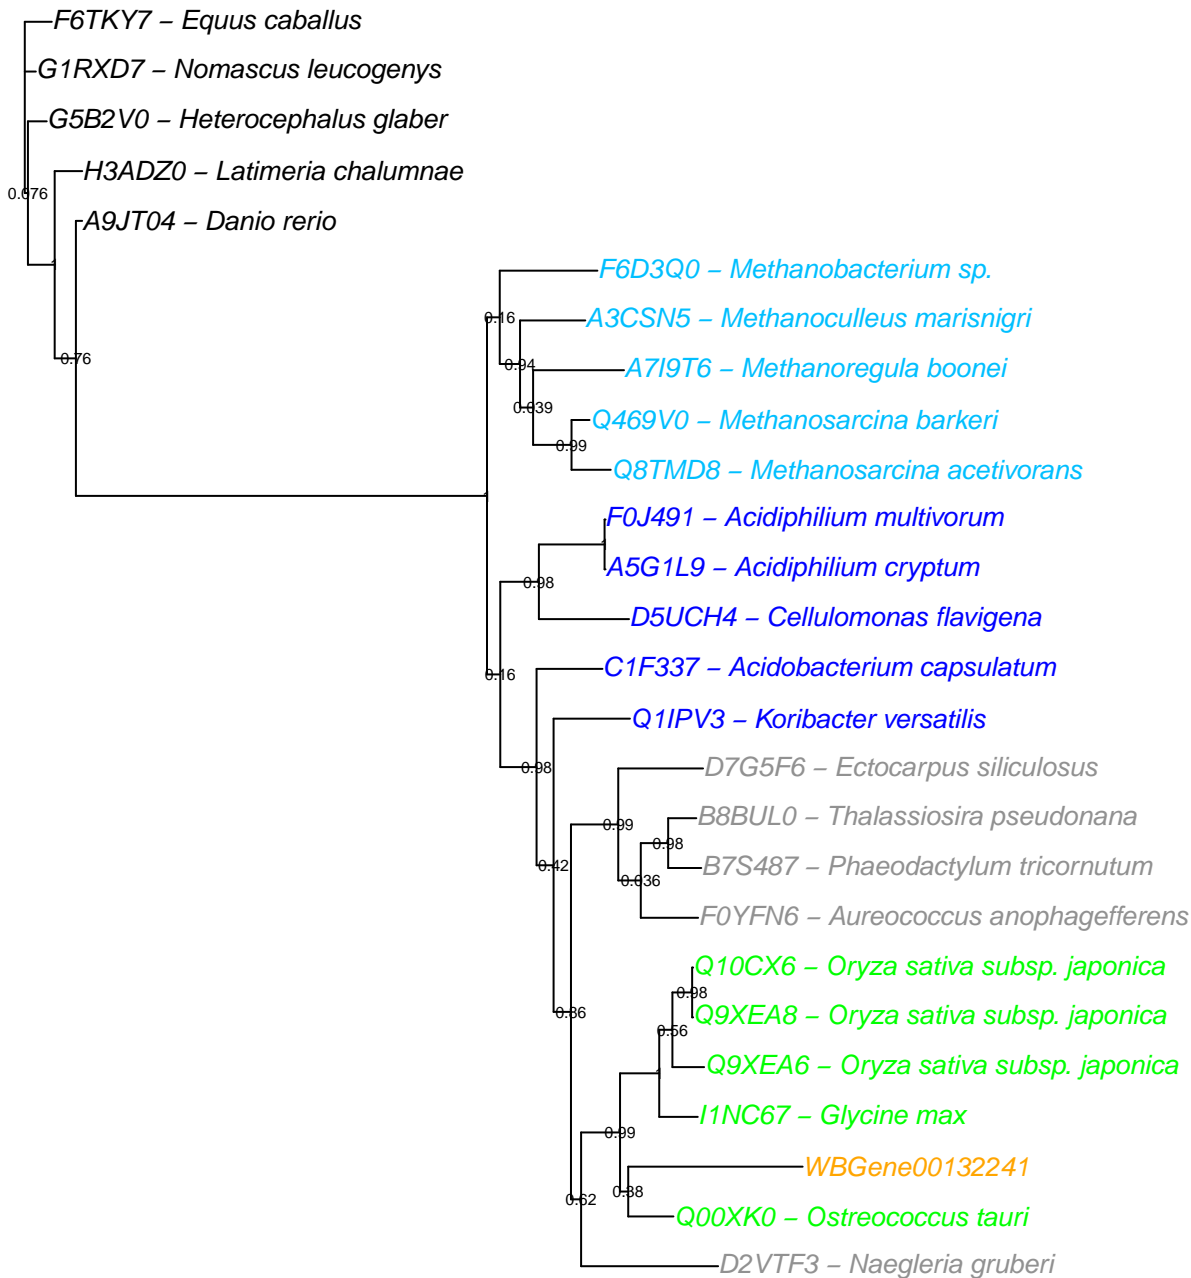 F6TKY7 – Equus caballus
G1RXD7 – Nomascus leucogenys
G5B2V0 – Heterocephalus glaber
H3ADZ0 – Latimeria chalumnae
0.076
A9JT04 – Danio rerio
1
F6D3Q0 – Methanobacterium sp.
0.16
A3CSN5 – Methanoculleus marisnigri
0.76
0.94
A7I9T6 – Methanoregula boonei
0.039
Q469V0 – Methanosarcina barkeri
0.99
Q8TMD8 – Methanosarcina acetivorans
1
F0J491 – Acidiphilium multivorum
1
A5G1L9 – Acidiphilium cryptum
0.98
D5UCH4 – Cellulomonas flavigena
C1F337 – Acidobacterium capsulatum
0.16
Q1IPV3 – Koribacter versatilis
0.98
D7G5F6 – Ectocarpus siliculosus
B8BUL0 – Thalassiosira pseudonana
0.99
0.98
0.42
B7S487 – Phaeodactylum tricornutum
0.036
F0YFN6 – Aureococcus anophagefferens
Q10CX6 – Oryza sativa subsp. japonica
0.98
0.36
Q9XEA8 – Oryza sativa subsp. japonica
0.56
Q9XEA6 – Oryza sativa subsp. japonica
1
I1NC67 – Glycine max
0.99
WBGene00132241
0.38
0.62
Q00XK0 – Ostreococcus tauri
D2VTF3 – Naegleria gruberi